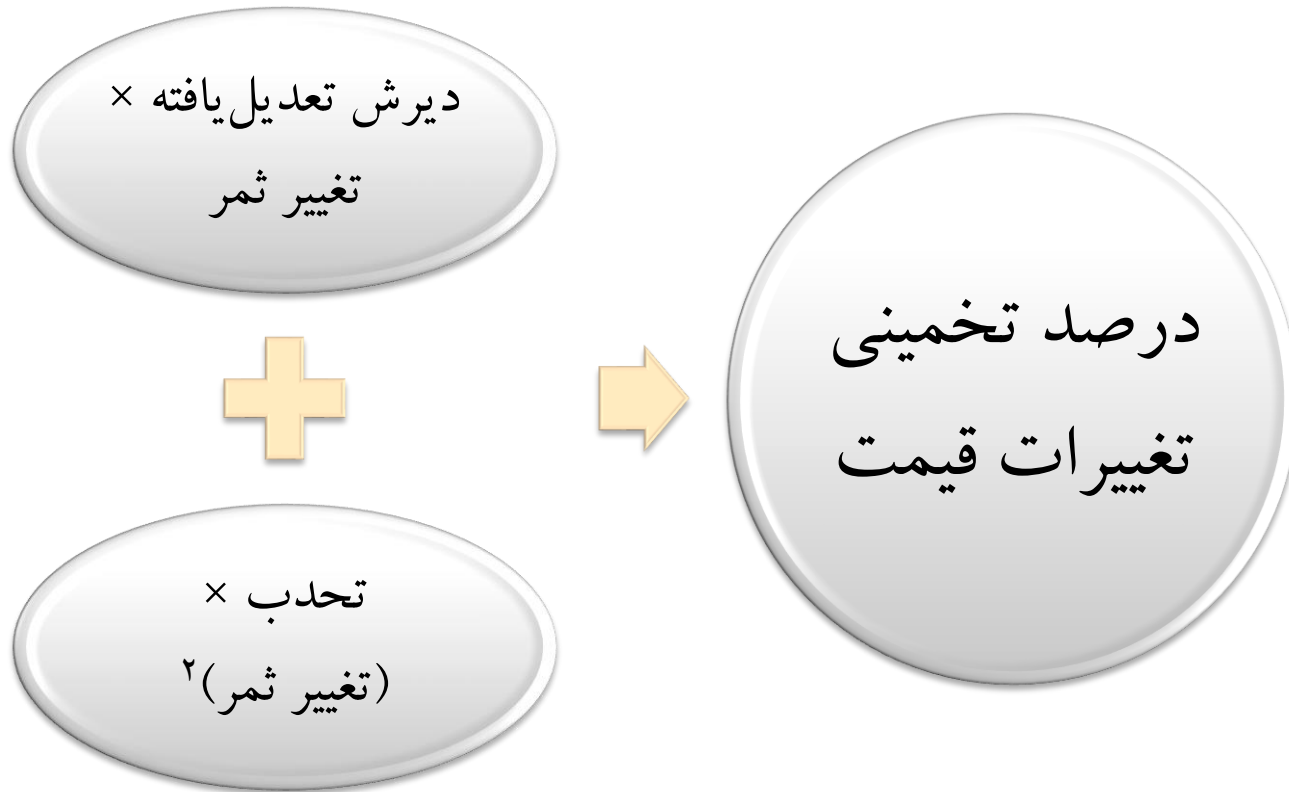 دیرش تعدیل‌یافته ×
تغییر ثمر
تحدب ×
(تغییر ثمر)۲
درصد تخمینی
تغییرات قیمت